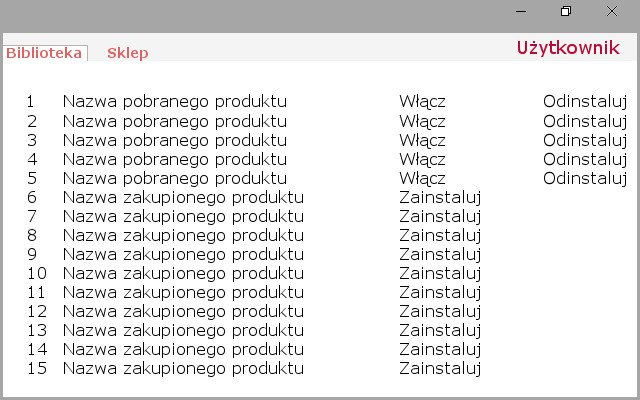 Biblioteka Sklep Użytkownik
1 Nazwa pobranego produktu Włącz Odinstaluj
2 Nazwa pobranego produktu Włącz Odinstaluj
3 Nazwa pobranego produktu Włącz Odinstaluj
4 Nazwa pobranego produktu Włącz Odinstaluj
5 Nazwa pobranego produktu Włącz Odinstaluj
6 Nazwa zakupionego produktu Zainstaluj
7 Nazwa zakupionego produktu Zainstaluj
8 Nazwa zakupionego produktu Zainstaluj
9 Nazwa zakupionego produktu Zainstaluj
10 Nazwa zakupionego produktu Zainstaluj
11 Nazwa zakupionego produktu Zainstaluj
12 Nazwa zakupionego produktu Zainstaluj
13 Nazwa zakupionego produktu Zainstaluj
14 Nazwa zakupionego produktu Zainstaluj
15 Nazwa zakupionego produktu Zainstaluj